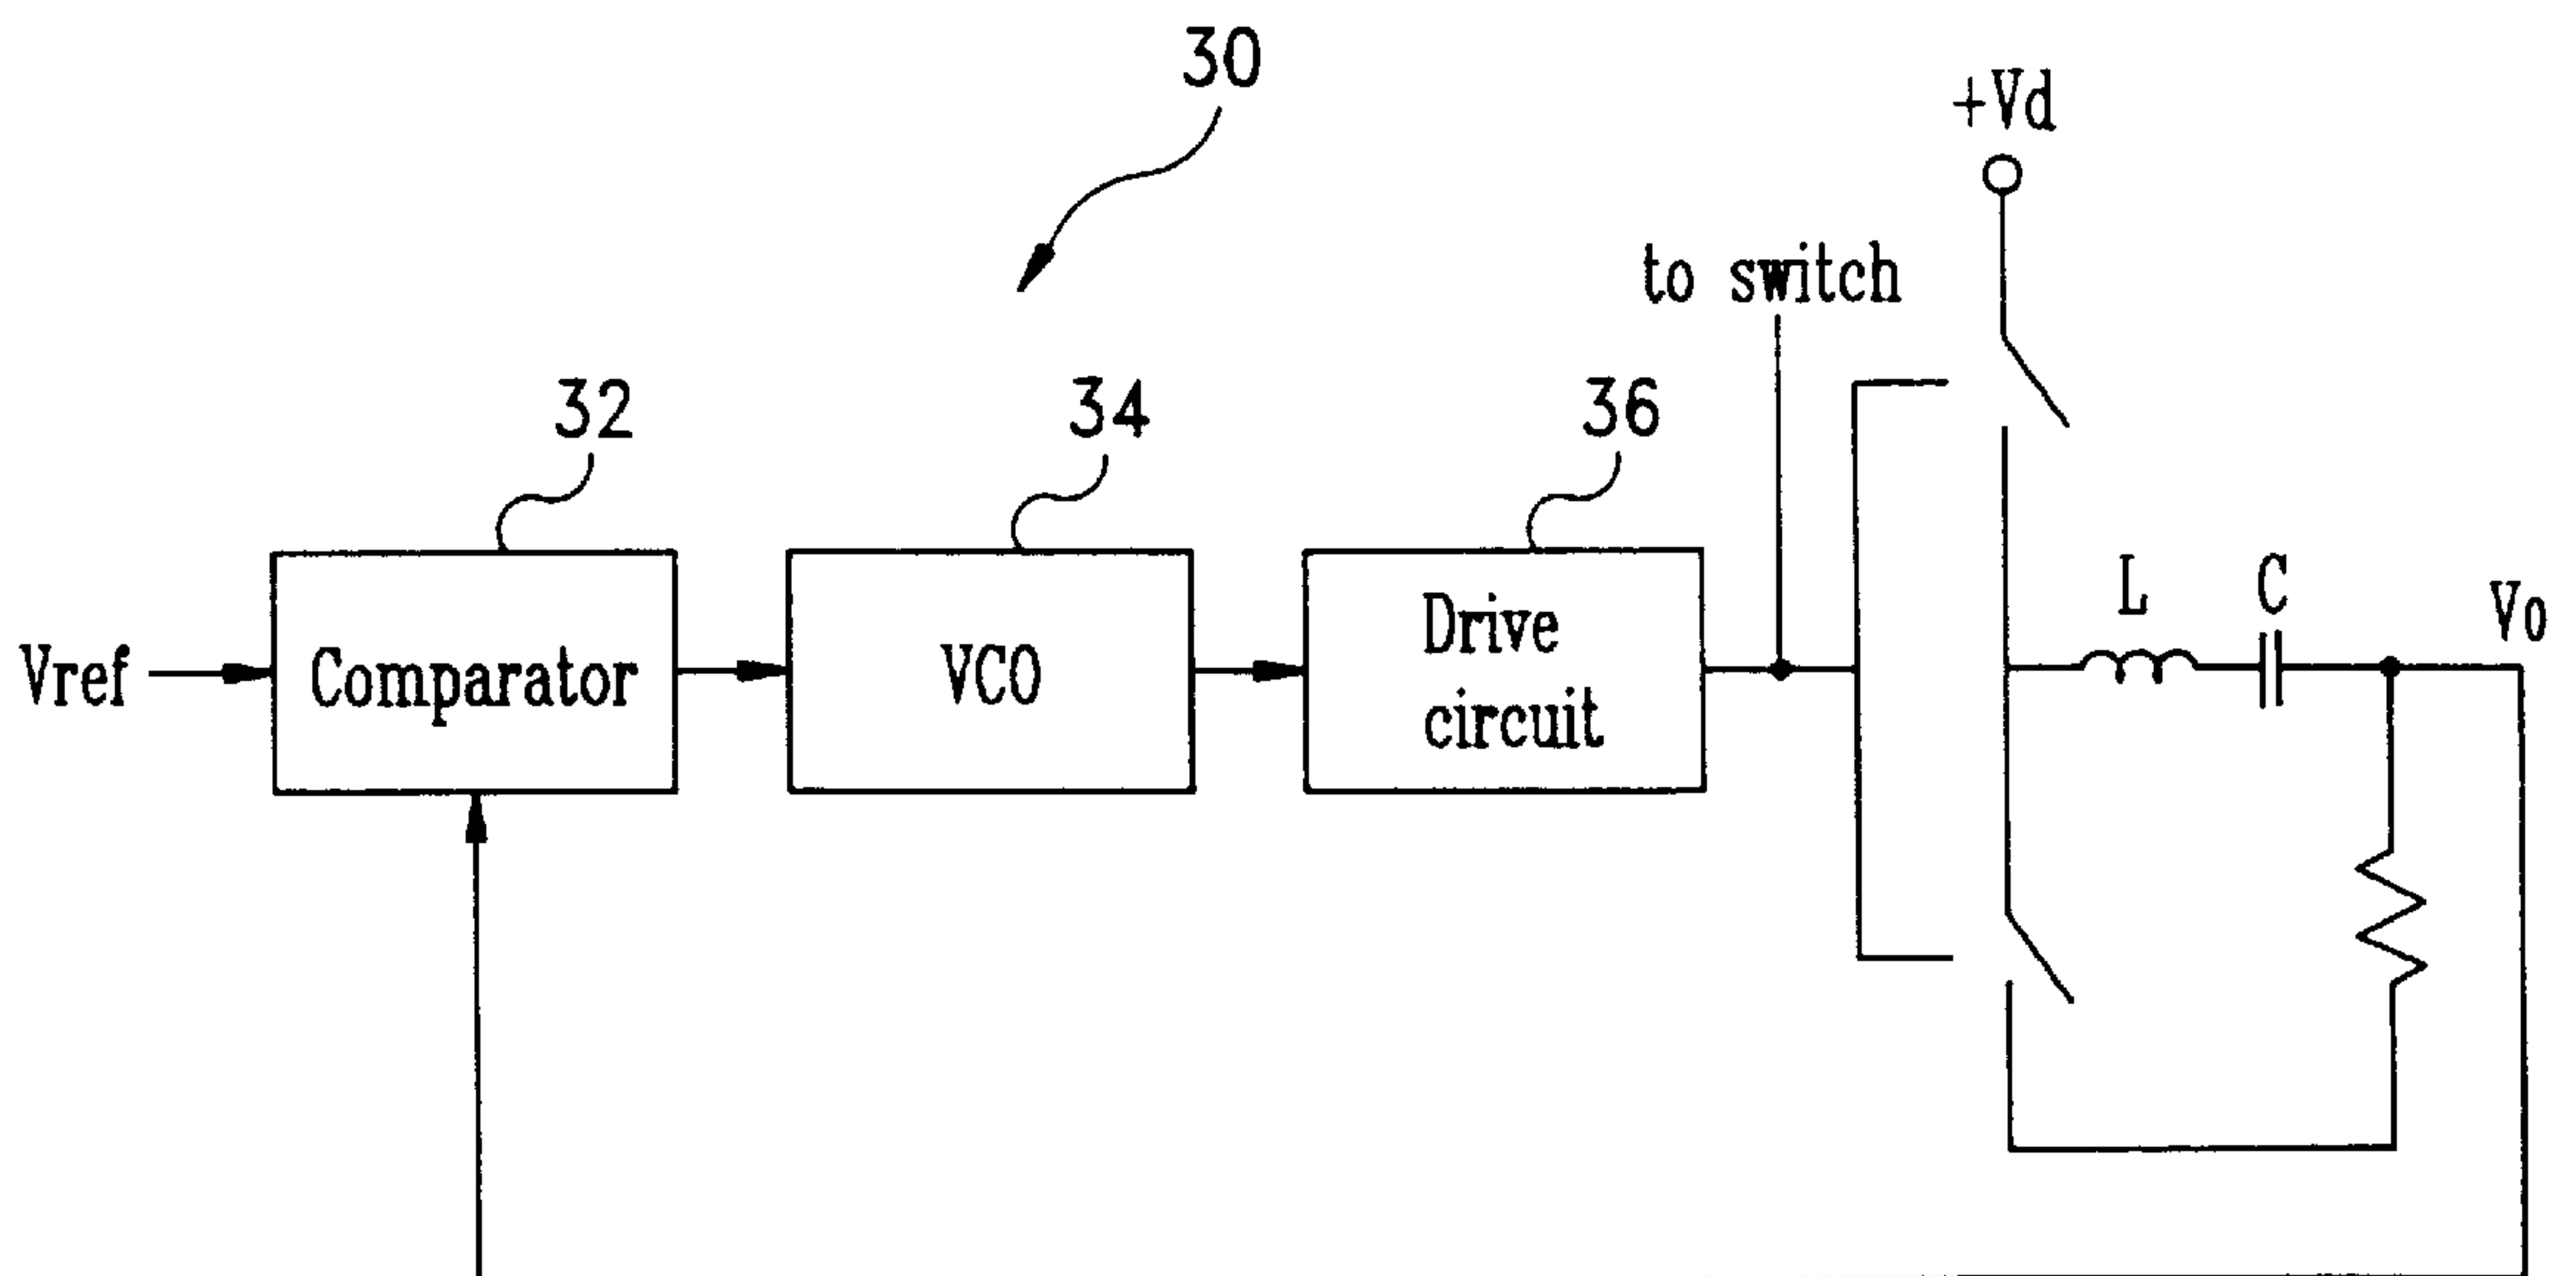 30
+Vd
to switch
32
34
36
L
C
Vo
Vref
Comparator
VCO
Drive
circuit